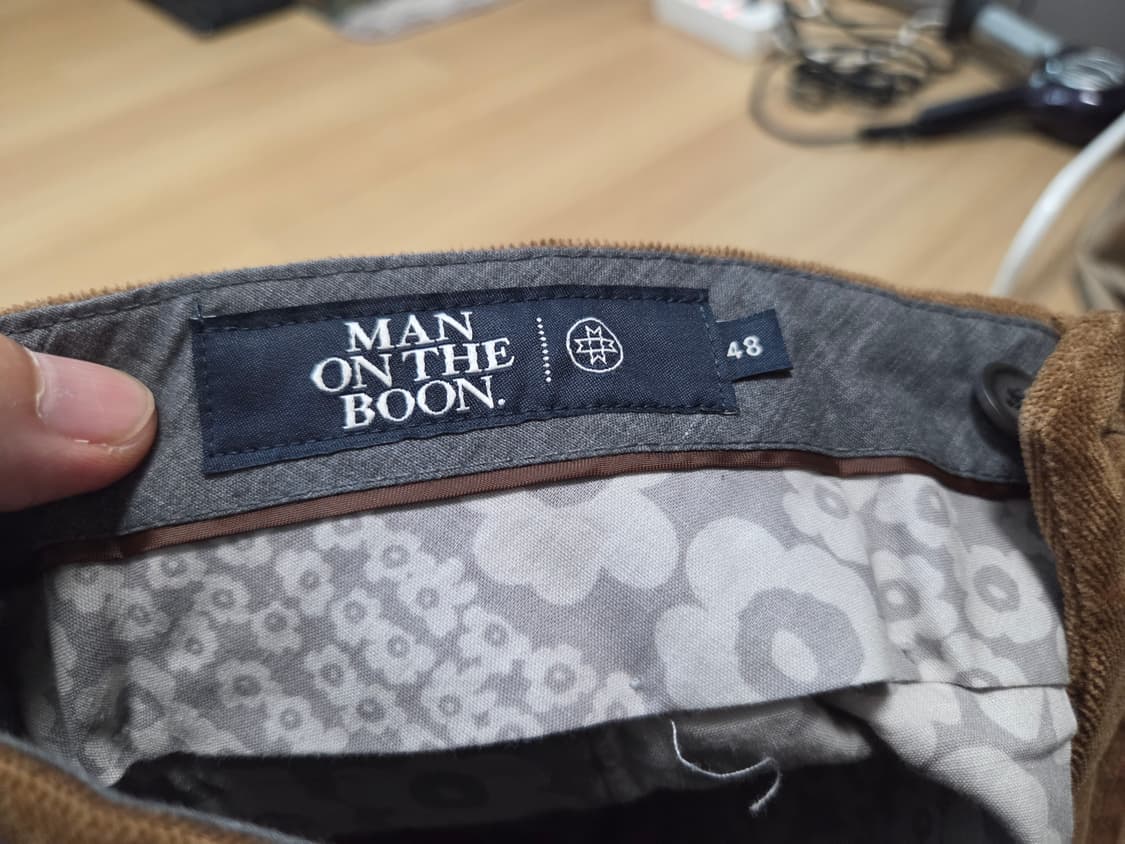 MAN
ON THE
BOON.
48